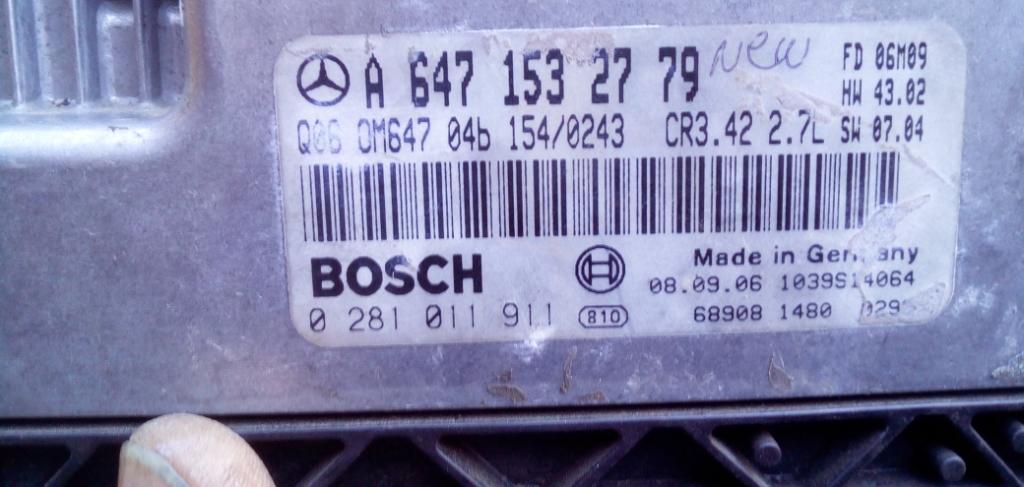 A 647 153 27 79 New FD 06M09
HW 43.02
Q06 OM647 04b 154/0243 CR3.42 2.7L SW 07.04
BOSCH
Made in Germany
08.09.06 1039S14064
0 281 011 911 810 68908 1480